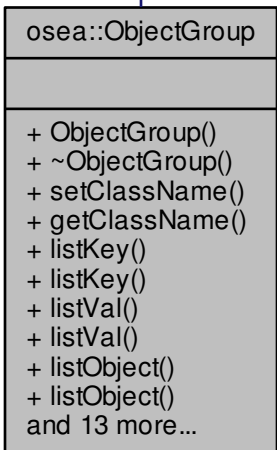 osea::ObjectGroup
+ ObjectGroup()
+ ~ObjectGroup()
+ setClassName()
+ getClassName()
+ listKey()
+ listKey()
+ listVal()
+ listVal()
+ listObject()
+ listObject()
and 13 more...